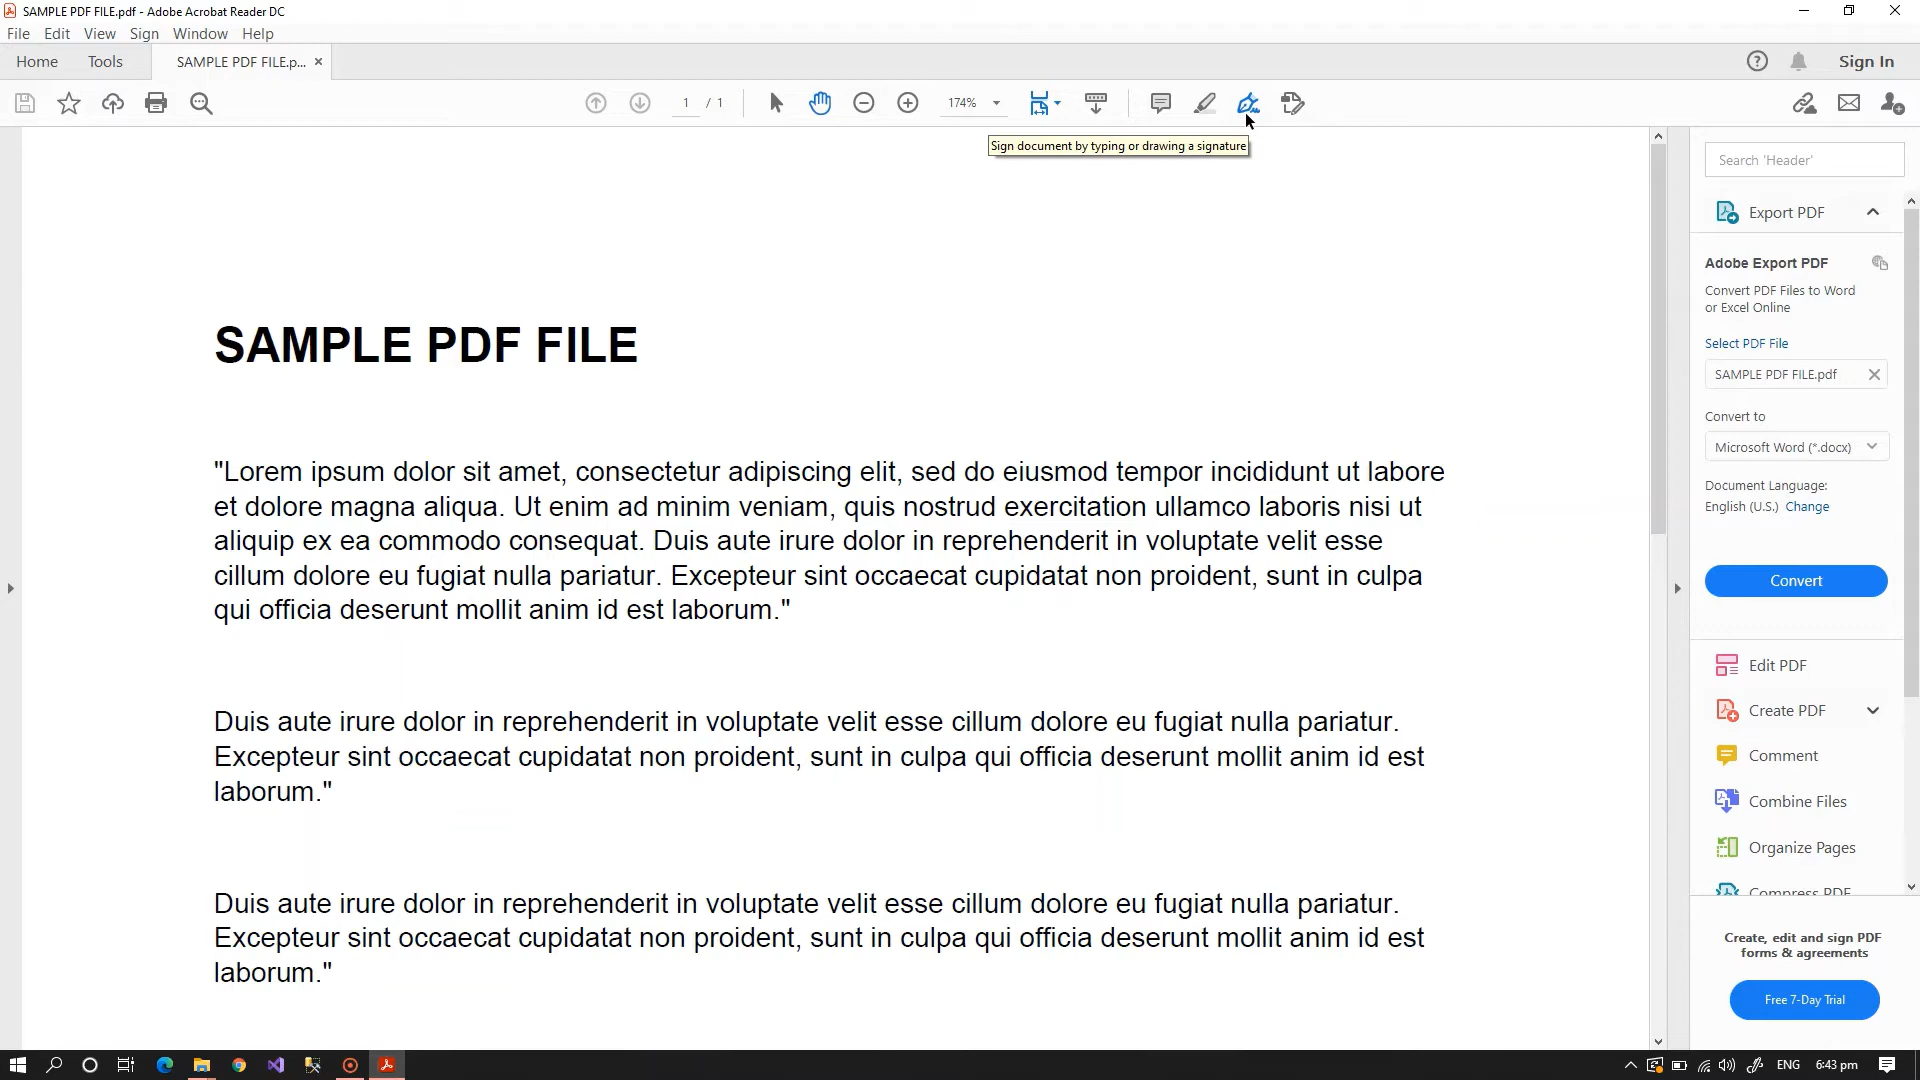 SAMPLE PDF FILE.pdf - Adobe Acrobat Reader DC
File Edit View Sign Window Help
Home Tools SAMPLE PDF FILE.p... Sign In
1 / 1 174%
Sign document by typing or drawing a signature
SAMPLE PDF FILE
"Lorem ipsum dolor sit amet, consectetur adipiscing elit, sed do eiusmod tempor incididunt ut labore
et dolore magna aliqua. Ut enim ad minim veniam, quis nostrud exercitation ullamco laboris nisi ut
aliquip ex ea commodo consequat. Duis aute irure dolor in reprehenderit in voluptate velit esse
cillum dolore eu fugiat nulla pariatur. Excepteur sint occaecat cupidatat non proident, sunt in culpa
qui officia deserunt mollit anim id est laborum."
Duis aute irure dolor in reprehenderit in voluptate velit esse cillum dolore eu fugiat nulla pariatur.
Excepteur sint occaecat cupidatat non proident, sunt in culpa qui officia deserunt mollit anim id est
laborum."
Duis aute irure dolor in reprehenderit in voluptate velit esse cillum dolore eu fugiat nulla pariatur.
Excepteur sint occaecat cupidatat non proident, sunt in culpa qui officia deserunt mollit anim id est
laborum."
Search 'Header'
Export PDF
Adobe Export PDF
Convert PDF Files to Word
or Excel Online
Select PDF File
SAMPLE PDF FILE.pdf
Convert to
Microsoft Word (*.docx)
Document Language:
English (U.S.) Change
Convert
Edit PDF
Create PDF
Comment
Combine Files
Organize Pages
Compress PDF
Create, edit and sign PDF
forms & agreements
Free 7-Day Trial
ENG 6:43 pm